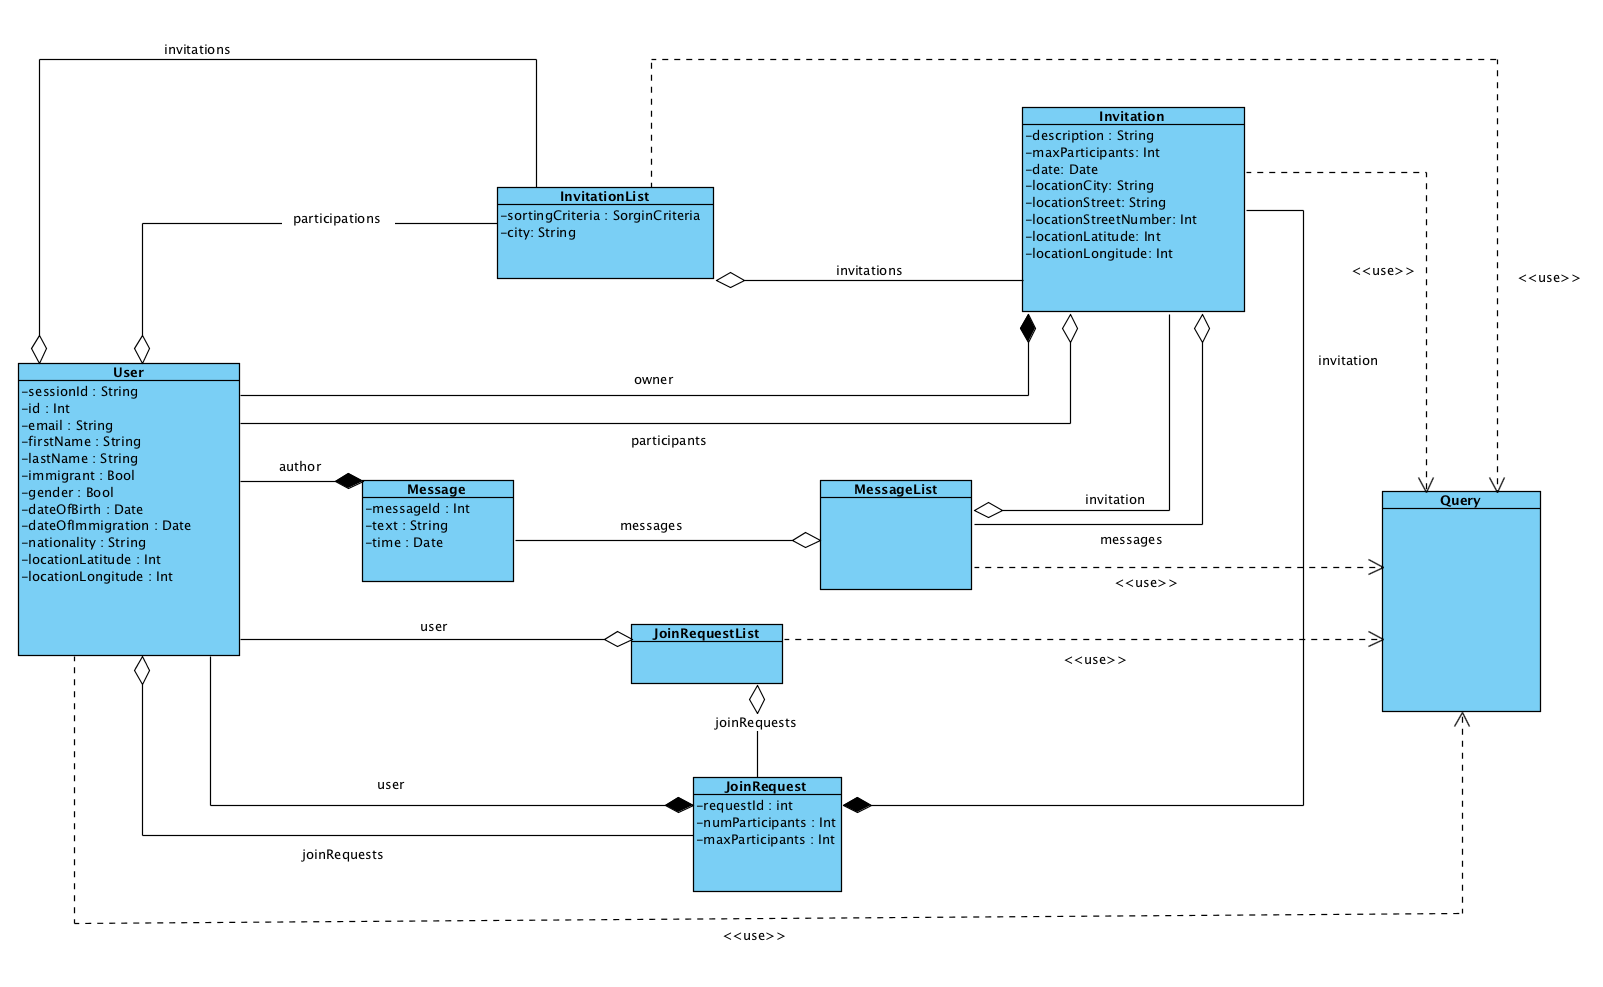 invitations
Invitation
-description : String
-maxParticipants: Int
-date: Date
-locationCity: String
-locationStreet: String
-locationStreetNumber: Int
-locationLatitude: Int
-locationLongitude: Int
InvitationList
-sortingCriteria : SorginCriteria
-city: String
participations
invitations
<<use>>
<<use>>
invitation
User
-sessionId : String
-id : Int
-email : String
-firstName : String
-lastName : String
-immigrant : Bool
-gender : Bool
-dateOfBirth : Date
-dateOfImmigration : Date
-nationality : String
-locationLatitude : Int
-locationLongitude : Int
owner
participants
author
Message
-messageId : Int
-text : String
-time : Date
messages
MessageList
invitation
messages
<<use>>
Query
user
JoinRequestList
<<use>>
joinRequests
user
JoinRequest
-requestId : int
-numParticipants : Int
-maxParticipants : Int
joinRequests
<<use>>